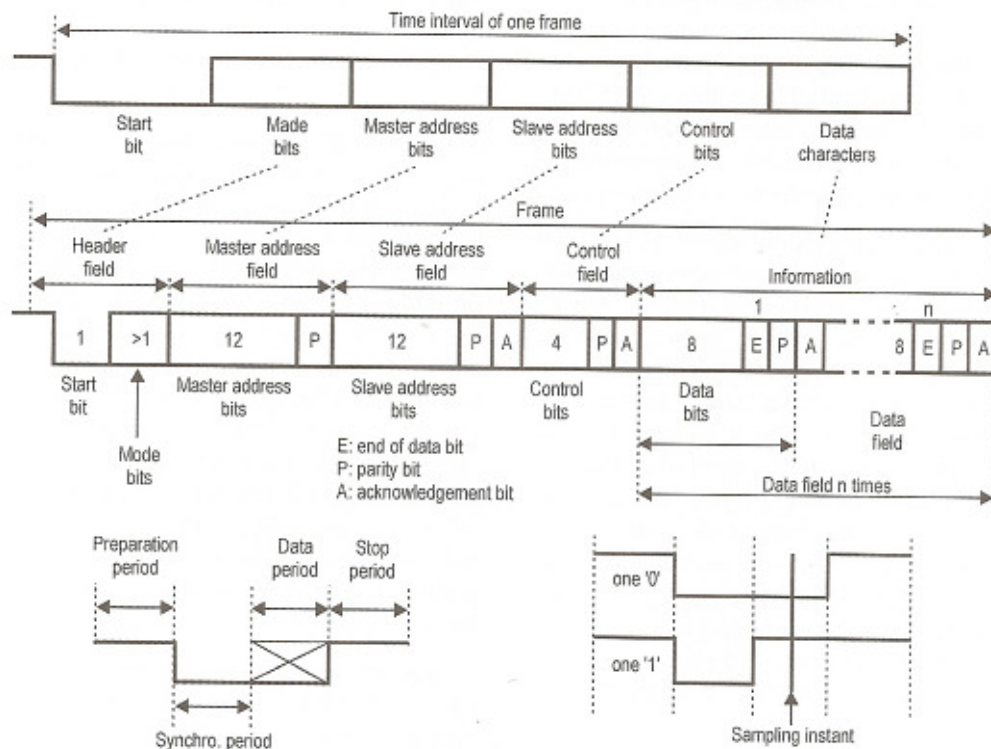 Time interval of one frame
Start bit
Made bits
Master address bits
Slave address bits
Control bits
Data characters
Frame
Header field
Master address field
Slave address field
Control field
Information
1 n
1 >1 12 P 12 P A 4 P A 8 E P A 8 E P A
Start bit
Master address bits
Slave address bits
Control bits
Data bits
Data field
Mode bits
E: end of data bit
P: parity bit
A: acknowledgement bit
Data field n times
Preparation period
Data period
Stop period
Synchro. period
one '0'
one '1'
Sampling instant